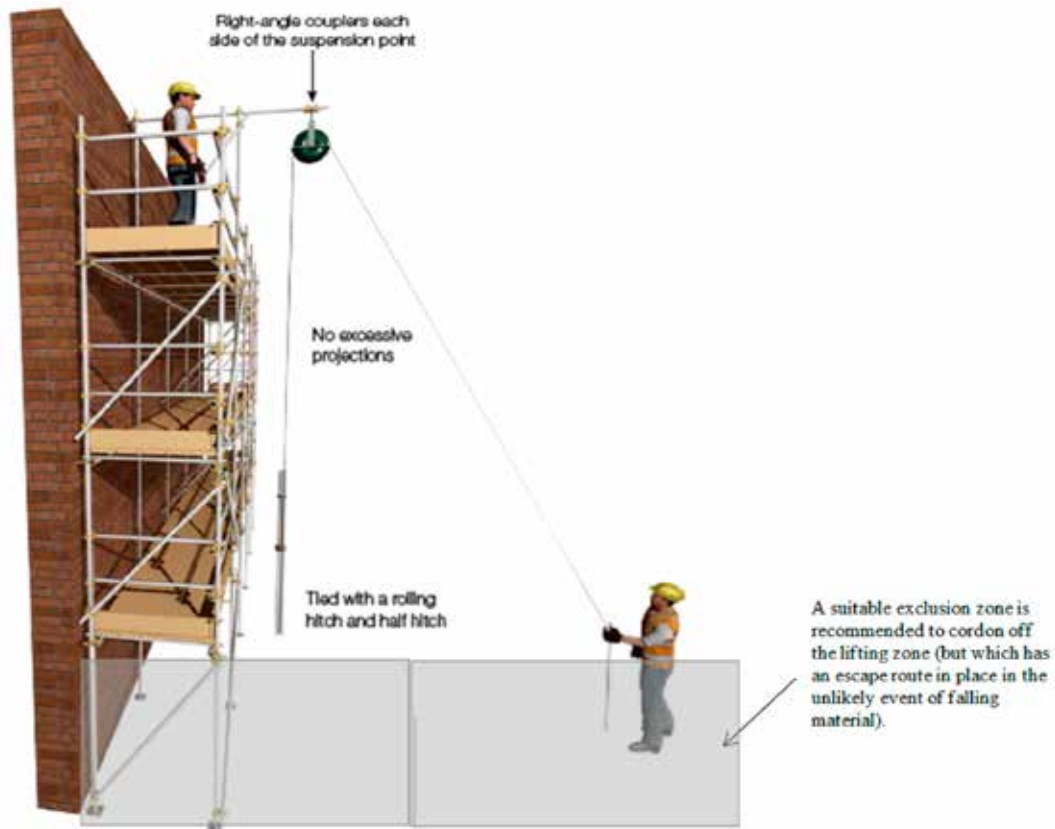 Right-angle couplers each
side of the suspension point
No excessive
projections
Tied with a rolling
hitch and half hitch
A suitable exclusion zone is
recommended to cordon off
the lifting zone (but which has
an escape route in place in the
unlikely event of falling
material).